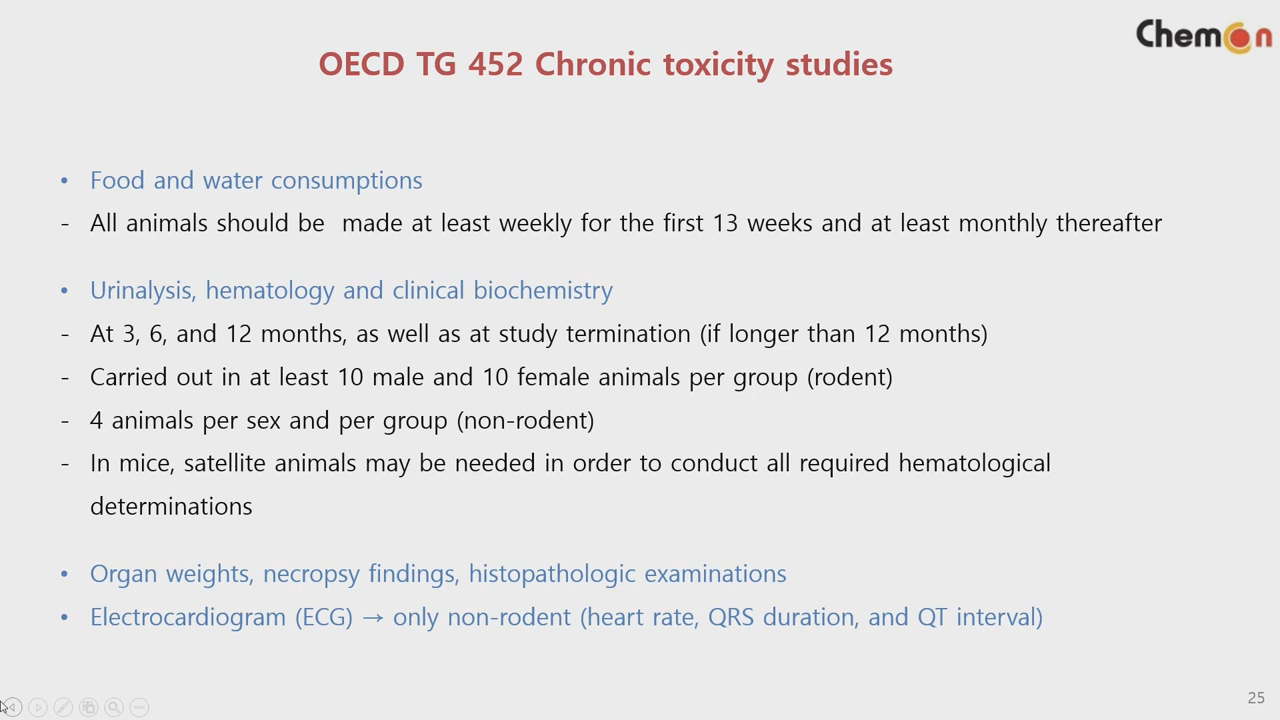 ChemOn
OECD TG 452 Chronic toxicity studies
• Food and water consumptions
- All animals should be  made at least weekly for the first 13 weeks and at least monthly thereafter
• Urinalysis, hematology and clinical biochemistry
- At 3, 6, and 12 months, as well as at study termination (if longer than 12 months)
- Carried out in at least 10 male and 10 female animals per group (rodent)
- 4 animals per sex and per group (non-rodent)
- In mice, satellite animals may be needed in order to conduct all required hematological
determinations
• Organ weights, necropsy findings, histopathologic examinations
• Electrocardiogram (ECG) → only non-rodent (heart rate, QRS duration, and QT interval)
25